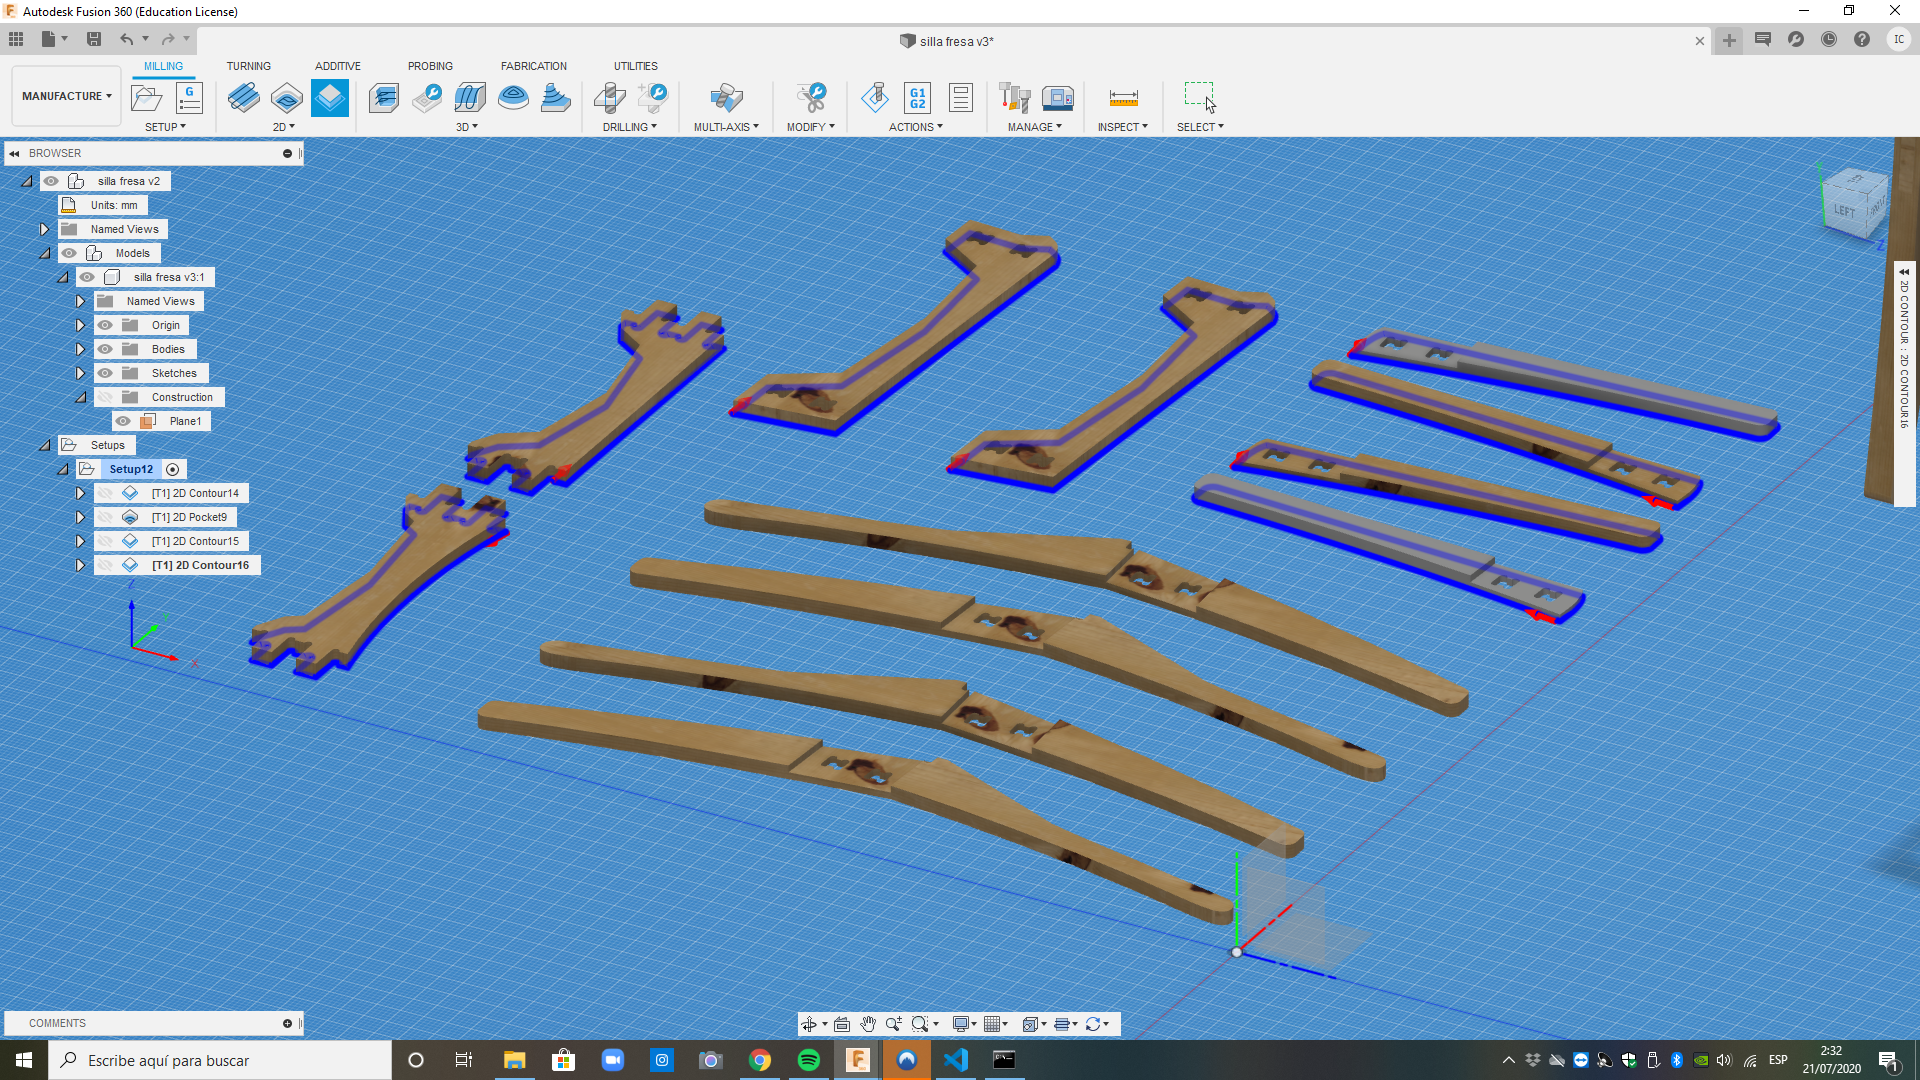 Autodesk Fusion 360 (Education License)
silla fresa v3*
IC
MANUFACTURE
MILLING
TURNING
ADDITIVE
PROBING
FABRICATION
UTILITIES
G
G1
G2
SETUP
2D
3D
DRILLING
MULTI-AXIS
MODIFY
ACTIONS
MANAGE
INSPECT
SELECT
BROWSER
silla fresa v2
Units: mm
Named Views
Models
silla fresa v3:1
Named Views
Origin
Bodies
Sketches
Construction
Plane1
Setups
Setup12
[T1] 2D Contour14
[T1] 2D Pocket9
[T1] 2D Contour15
[T1] 2D Contour16
Z
X
LEFT
Z
2D CONTOUR : 2D CONTOUR16
COMMENTS
Escribe aquí para buscar
ESP
2:32
21/07/2020
1